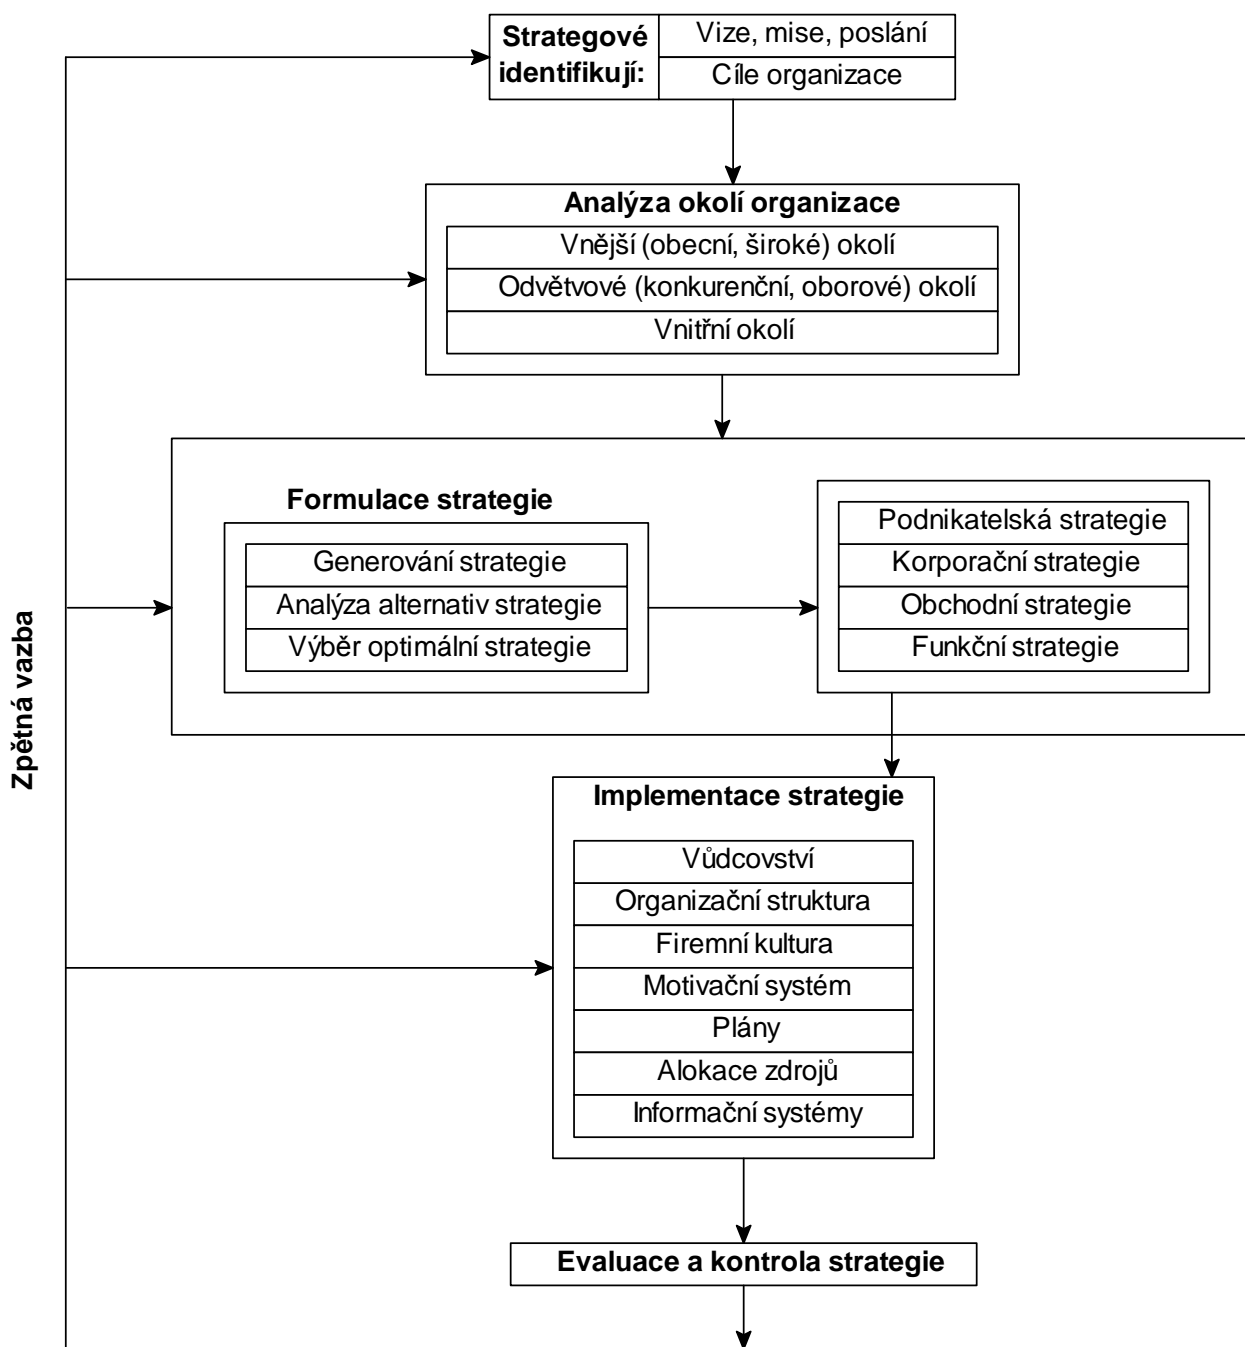 Strategové
identifikují:
Vize, mise, poslání
Cíle organizace
Analýza okolí organizace
Vnější (obecní, široké) okolí
Odvětvové (konkurenční, oborové) okolí
Vnitřní okolí
Formulace strategie
Generování strategie
Analýza alternativ strategie
Výběr optimální strategie
Podnikatelská strategie
Korporační strategie
Obchodní strategie
Funkční strategie
Zpětná vazba
Implementace strategie
Vůdcovství
Organizační struktura
Firemní kultura
Motivační systém
Plány
Alokace zdrojů
Informační systémy
Evaluace a kontrola strategie